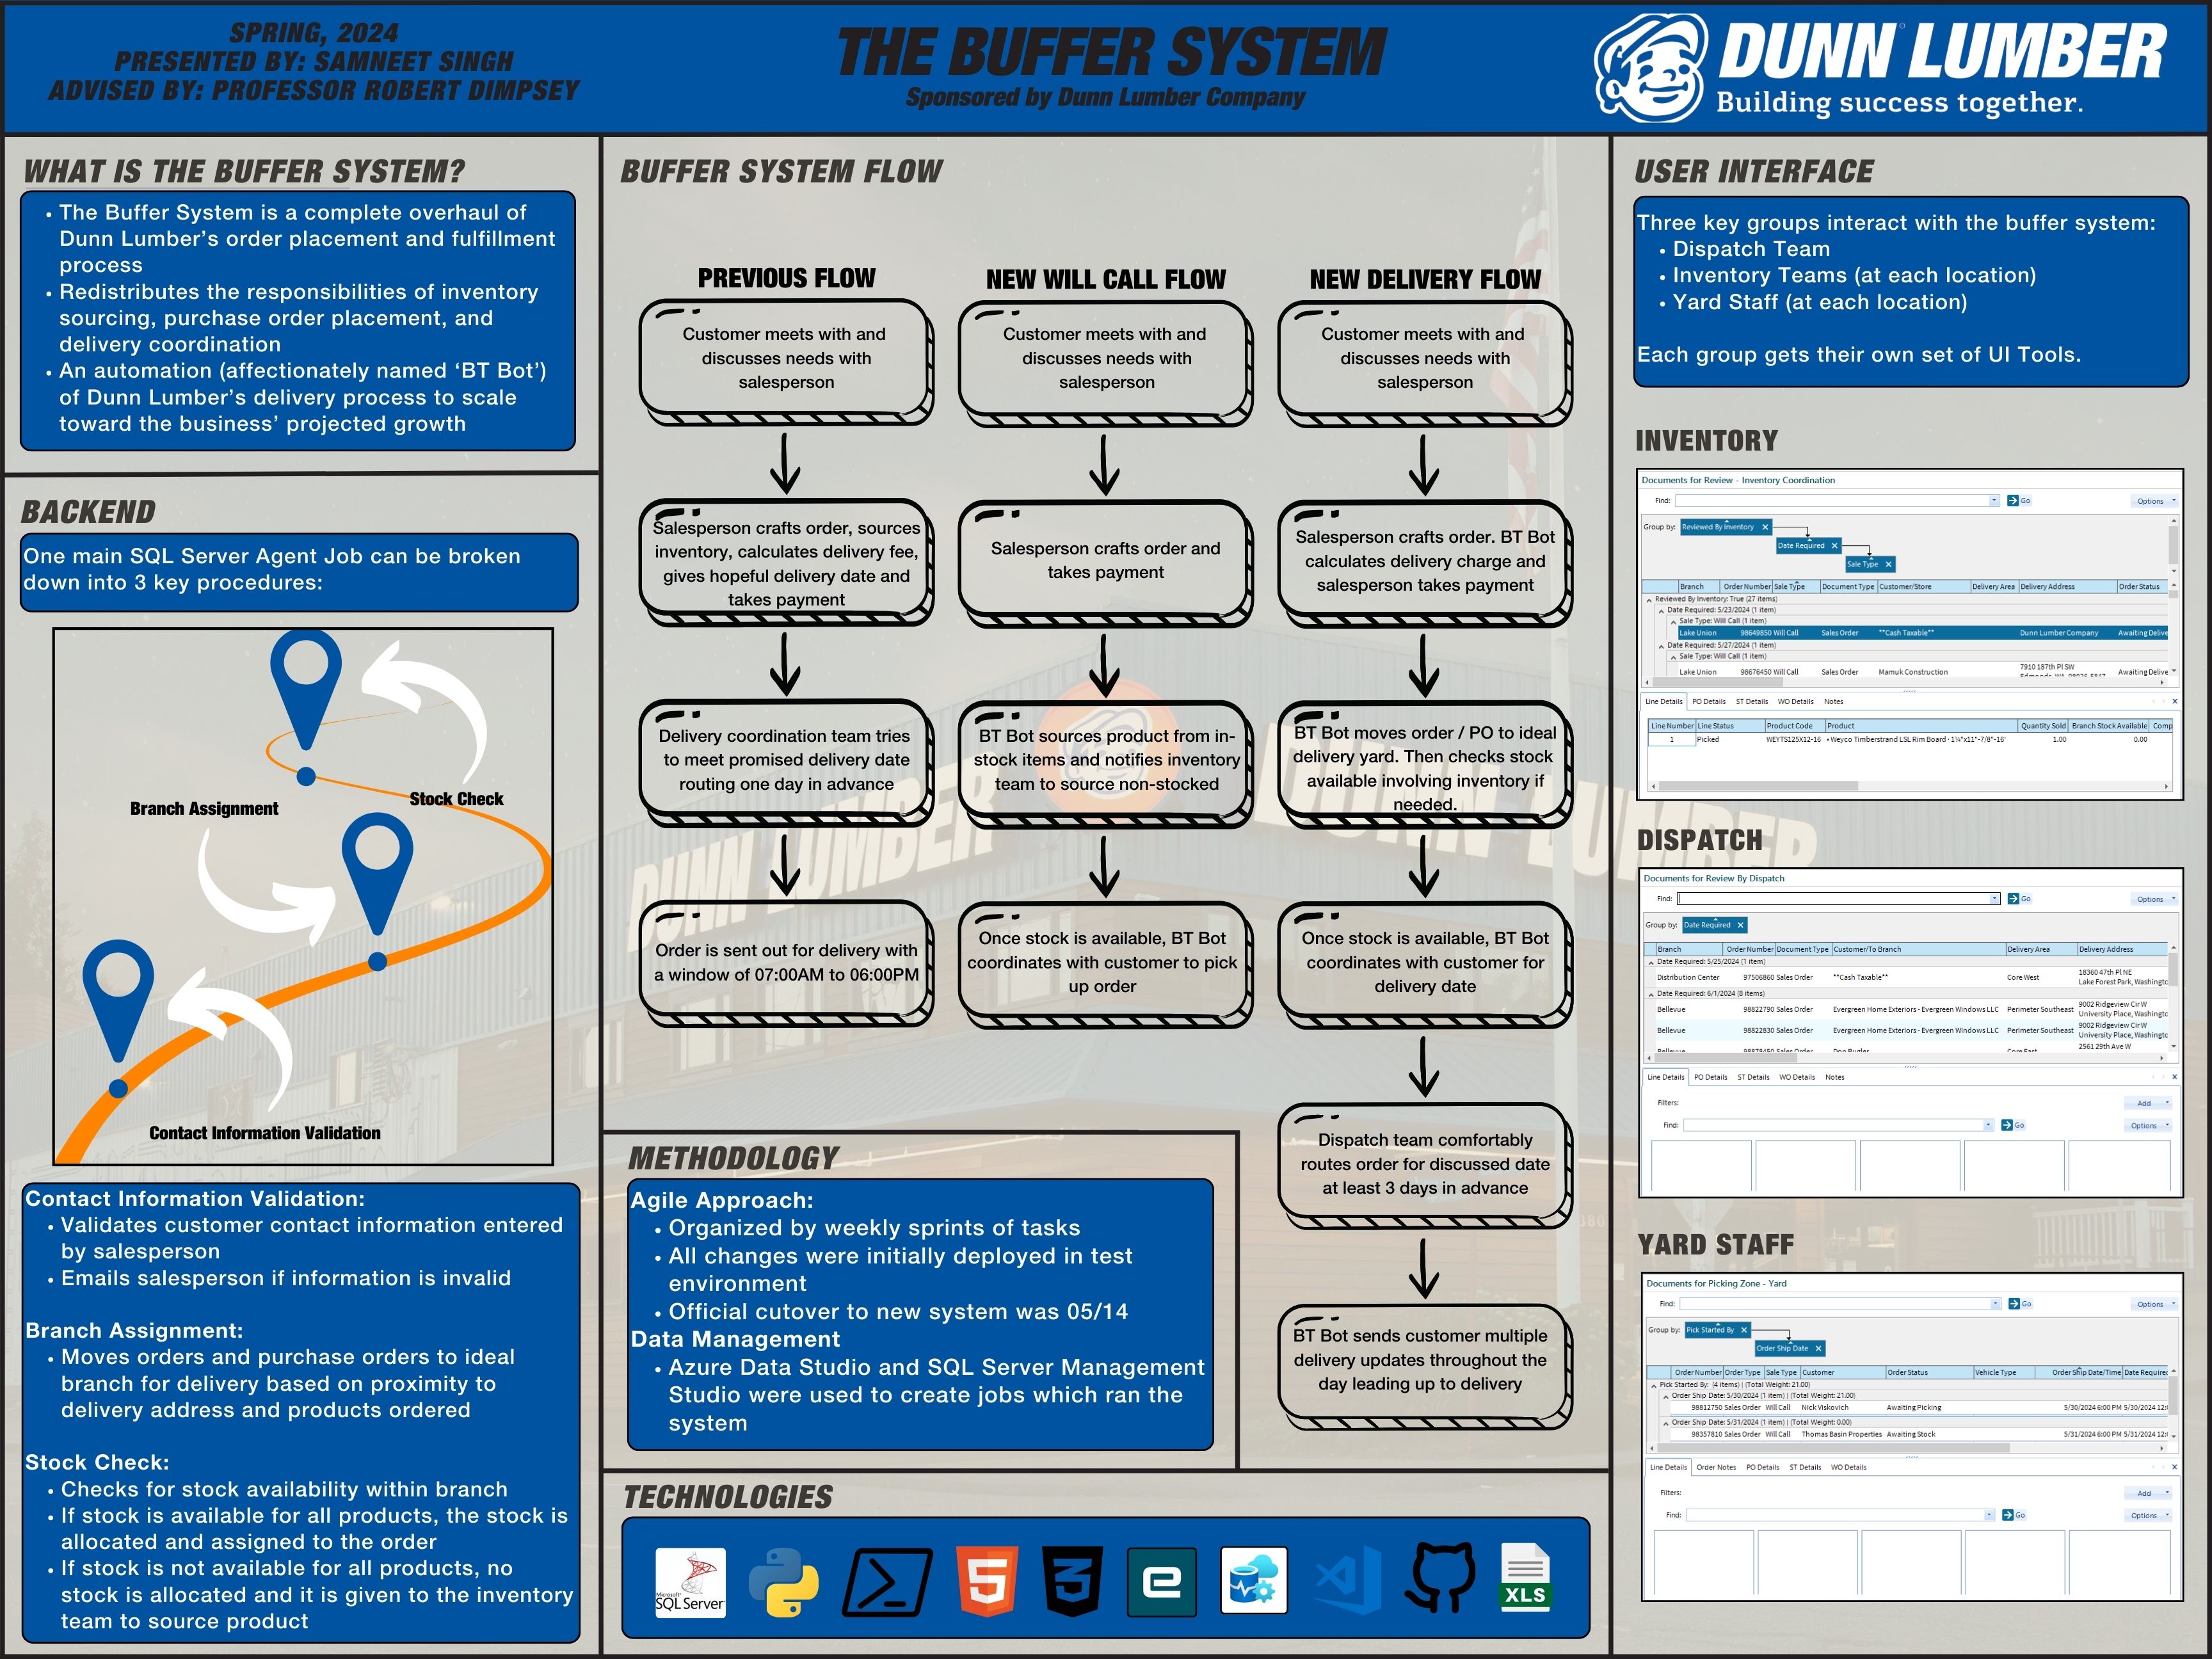 SPRING, 2024
PRESENTED BY: SAMNEET SINGH
ADVISED BY: PROFESSOR ROBERT DIMPSEY
THE BUFFER SYSTEM
Sponsored by Dunn Lumber Company
DUNN LUMBER
Building success together.
WHAT IS THE BUFFER SYSTEM?
• The Buffer System is a complete overhaul of
Dunn Lumber’s order placement and fulfillment
process
• Redistributes the responsibilities of inventory
sourcing, purchase order placement, and
delivery coordination
• An automation (affectionately named ‘BT Bot’)
of Dunn Lumber’s delivery process to scale
toward the business’ projected growth
BACKEND
One main SQL Server Agent Job can be broken
down into 3 key procedures:
Stock Check
Branch Assignment
Contact Information Validation
Contact Information Validation:
• Validates customer contact information entered
by salesperson
• Emails salesperson if information is invalid
Branch Assignment:
• Moves orders and purchase orders to ideal
branch for delivery based on proximity to
delivery address and products ordered
Stock Check:
• Checks for stock availability within branch
• If stock is available for all products, the stock is
allocated and assigned to the order
• If stock is not available for all products, no
stock is allocated and it is given to the inventory
team to source product
BUFFER SYSTEM FLOW
PREVIOUS FLOW
Customer meets with and
discusses needs with
salesperson
Salesperson crafts order, sources
inventory, calculates delivery fee,
gives hopeful delivery date and
takes payment
Delivery coordination team tries
to meet promised delivery date
routing one day in advance
Order is sent out for delivery with
a window of 07:00AM to 06:00PM
NEW WILL CALL FLOW
Customer meets with and
discusses needs with
salesperson
Salesperson crafts order and
takes payment
BT Bot sources product from in-
stock items and notifies inventory
team to source non-stocked
Once stock is available, BT Bot
coordinates with customer to pick
up order
NEW DELIVERY FLOW
Customer meets with and
discusses needs with
salesperson
Salesperson crafts order. BT Bot
calculates delivery charge and
salesperson takes payment
BT Bot moves order / PO to ideal
delivery yard. Then checks stock
available involving inventory if
needed.
Once stock is available, BT Bot
coordinates with customer for
delivery date
Dispatch team comfortably
routes order for discussed date
at least 3 days in advance
BT Bot sends customer multiple
delivery updates throughout the
day leading up to delivery
DUNN LUMBER
DUNN LUMBER
METHODOLOGY
Agile Approach:
• Organized by weekly sprints of tasks
• All changes were initially deployed in test
environment
• Official cutover to new system was 05/14
Data Management
• Azure Data Studio and SQL Server Management
Studio were used to create jobs which ran the
system
TECHNOLOGIES
Microsoft
SQL Server
5
3
e
XLS
USER INTERFACE
Three key groups interact with the buffer system:
• Dispatch Team
• Inventory Teams (at each location)
• Yard Staff (at each location)
Each group gets their own set of UI Tools.
INVENTORY
Documents for Review - Inventory Coordination
Find: Go Options
Group by: Reviewed By Inventory
Date Required
Sale Type
Branch Order Number Sale Type Document Type Customer/Store Delivery Area Delivery Address Order Status
Reviewed By Inventory: True (27 items)
Date Required: 5/23/2024 (1 item)
Sale Type: Will Call (1 item)
Lake Union 98649850 Will Call Sales Order **Cash Taxable** Dunn Lumber Company Awaiting Delive
Date Required: 5/27/2024 (1 item)
Sale Type: Will Call (1 item)
Lake Union 98676450 Will Call Sales Order Mamuk Construction 7910 187th Pl SW Awaiting Delive
Line Details PO Details ST Details WO Details Notes
Line Number Line Status Product Code Product Quantity Sold Branch Stock Available Comp
1 Picked WEYTS125X12-16 • Weyco Timberstrand LSL Rim Board - 1¼"x11"-7/8"-16' 1.00 0.00
DISPATCH
Documents for Review By Dispatch
Find: Go Options
Group by: Date Required
Branch Order Number Document Type Customer/To Branch Delivery Area Delivery Address
Date Required: 5/25/2024 (1 item)
Distribution Center 97506860 Sales Order **Cash Taxable** Core West 18360 47th Pl NE
Lake Forest Park, Washingtc
Date Required: 6/1/2024 (8 items)
Bellevue 98822790 Sales Order Evergreen Home Exteriors - Evergreen Windows LLC Perimeter Southeast 9002 Ridgeview Cir W
University Place, Washingtc
Bellevue 98822830 Sales Order Evergreen Home Exteriors - Evergreen Windows LLC Perimeter Southeast 9002 Ridgeview Cir W
University Place, Washingtc
2561 29th Ave W
Line Details PO Details ST Details WO Details Notes
Filters: Add
Find: Go Options
YARD STAFF
Documents for Picking Zone - Yard
Find: Go Options
Group by: Pick Started By
Order Ship Date
Order Number Order Type Sale Type Customer Order Status Vehicle Type Order Ship Date/Time Date Required
Pick Started By: (4 items) | (Total Weight: 21.00)
Order Ship Date: 5/30/2024 (1 item) | (Total Weight: 21.00)
98812750 Sales Order Will Call Nick Viskovich Awaiting Picking 5/30/2024 6:00 PM 5/30/2024 12:
Order Ship Date: 5/31/2024 (1 item) | (Total Weight: 0.00)
98357810 Sales Order Will Call Thomas Basin Properties Awaiting Stock 5/31/2024 6:00 PM 5/31/2024 12:
Line Details Order Notes PO Details ST Details WO Details
Filters: Add
Find: Go Options